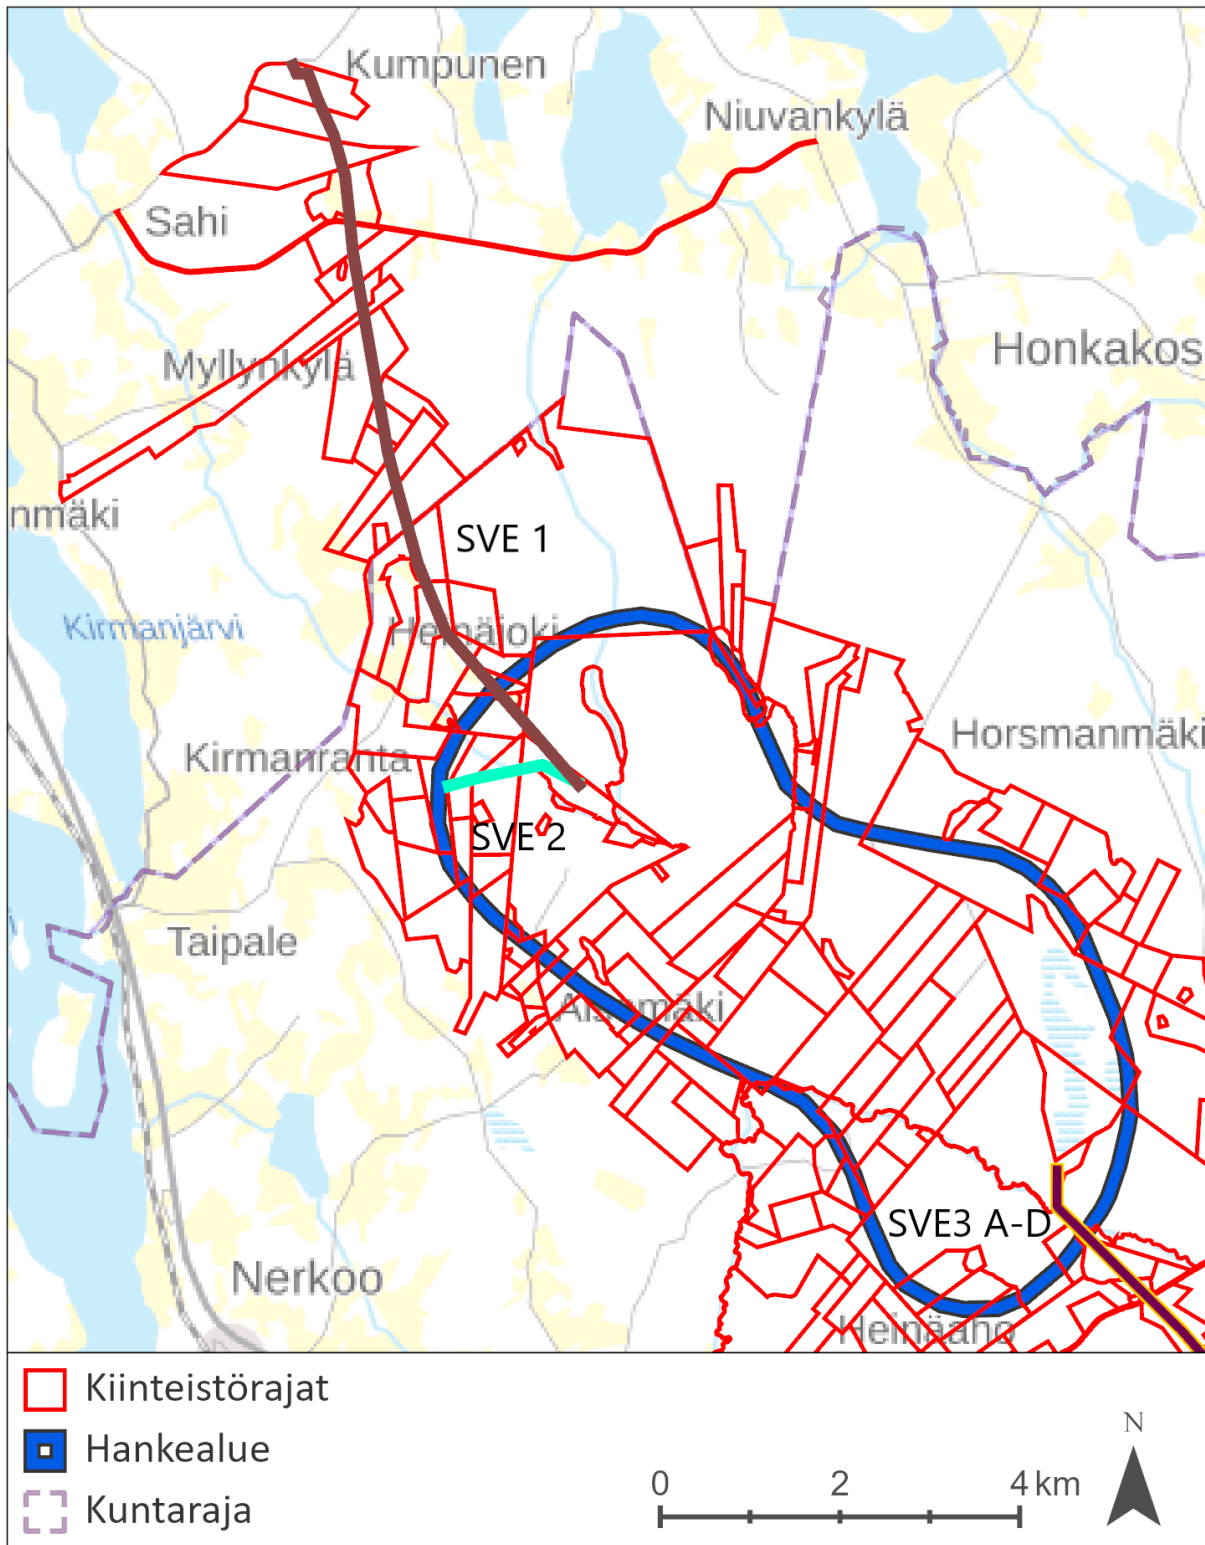 Kumpunen
Niuvankylä
Sahi
Honkakos
Myllynkylä
nmäki
SVE 1
Kirmanjärvi
Heinäjoki
Horsmanmäki
Kirmanranta
SVE 2
Taipale
SVE3 A-D
Nerkoo
Heinäaho
Kiinteistörajat
Hankealue
Kuntaraja
0 2 4 km
N